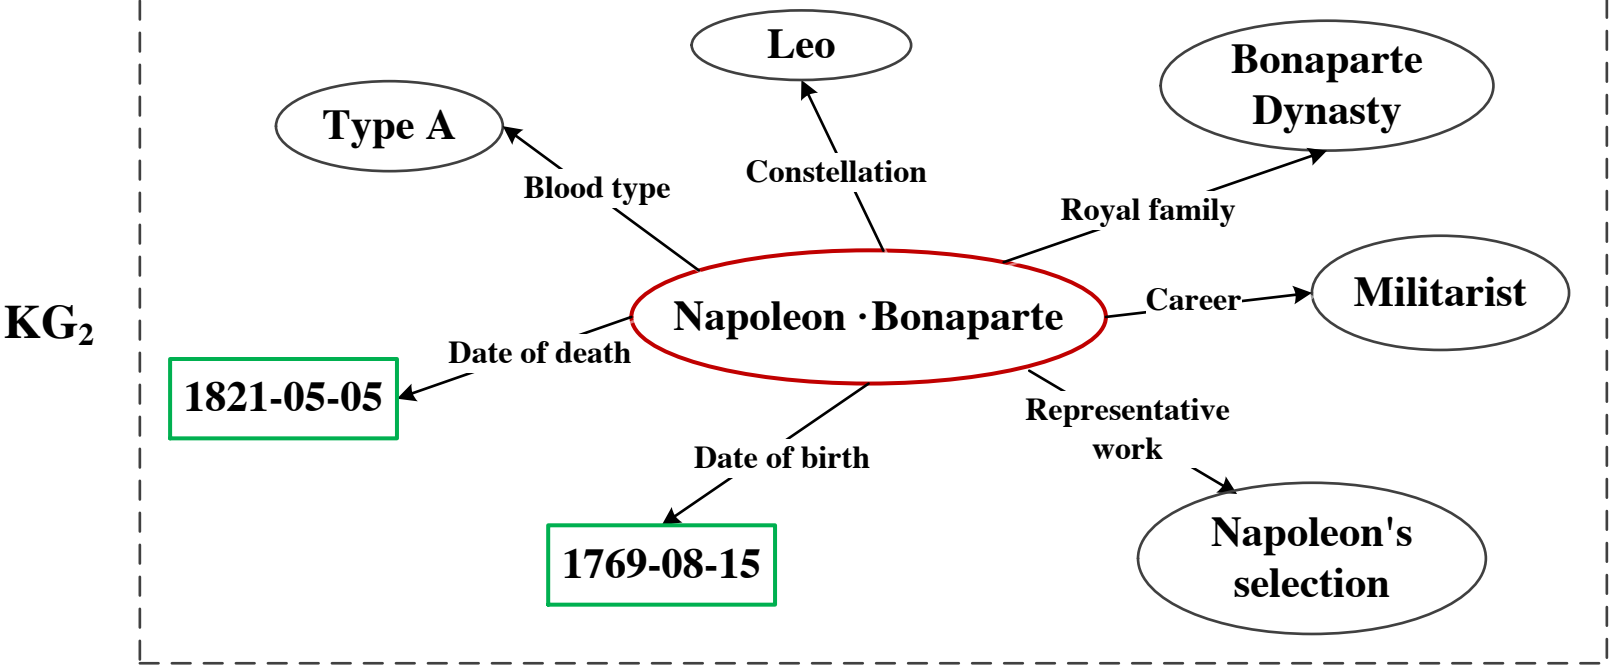 Leo
Bonaparte
Dynasty
Type A
Constellation
Blood type
Royal family
Militarist
Career
KG₂
Napoleon ·Bonaparte
Date of death
1821-05-05
Representative
work
Date of birth
Napoleon's
selection
1769-08-15